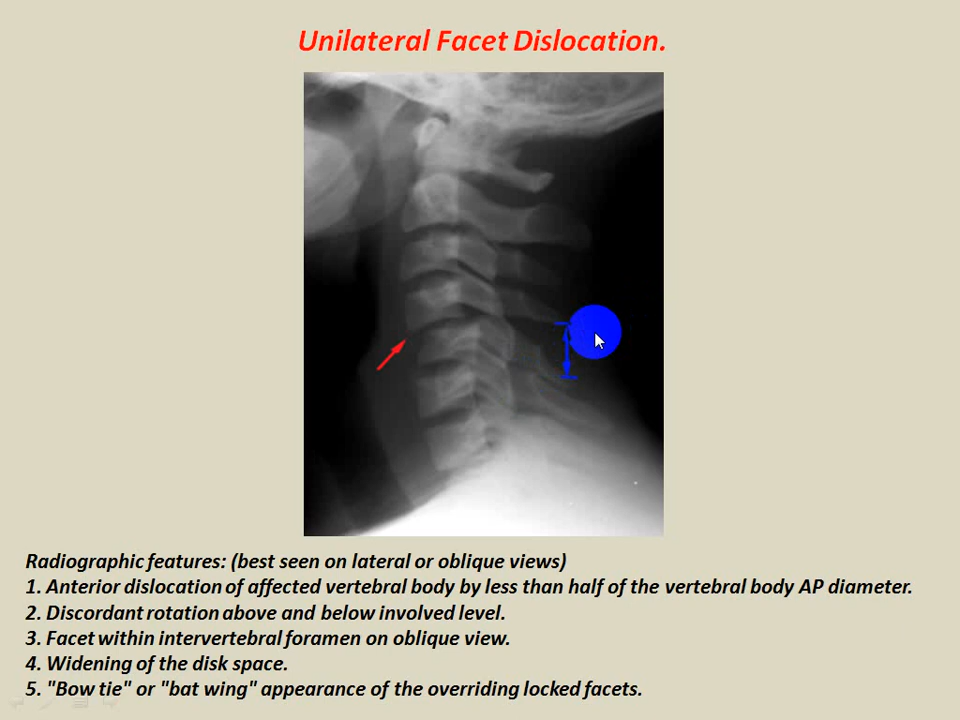 Unilateral Facet Dislocation.
Radiographic features: (best seen on lateral or oblique views)
1. Anterior dislocation of affected vertebral body by less than half of the vertebral body AP diameter.
2. Discordant rotation above and below involved level.
3. Facet within intervertebral foramen on oblique view.
4. Widening of the disk space.
5. "Bow tie" or "bat wing" appearance of the overriding locked facets.